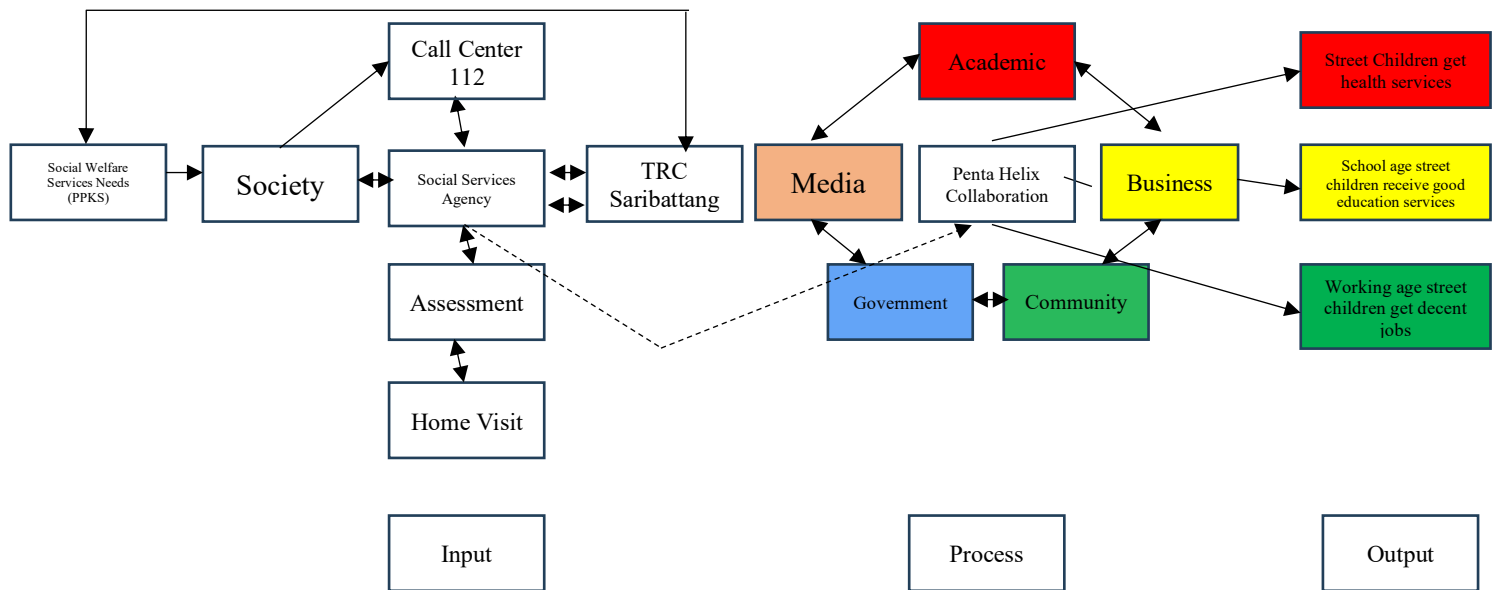 Call Center
112
Academic
Street Children get
health services
Social Welfare
Services Needs
(PPKS)
Society
Social Services
Agency
TRC
Saribattang
Media
Penta Helix
Collaboration
Business
School age street
children receive good
education services
Assessment
Government
Community
Working age street
children get decent
jobs
Home Visit
Input
Process
Output